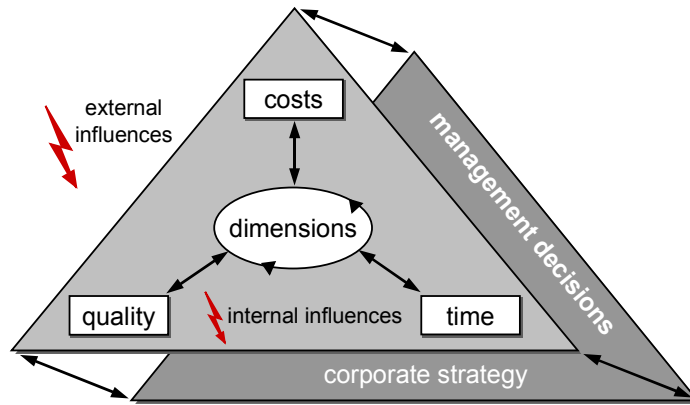 costs
external
influences
management decisions
dimensions
quality
internal influences
time
corporate strategy